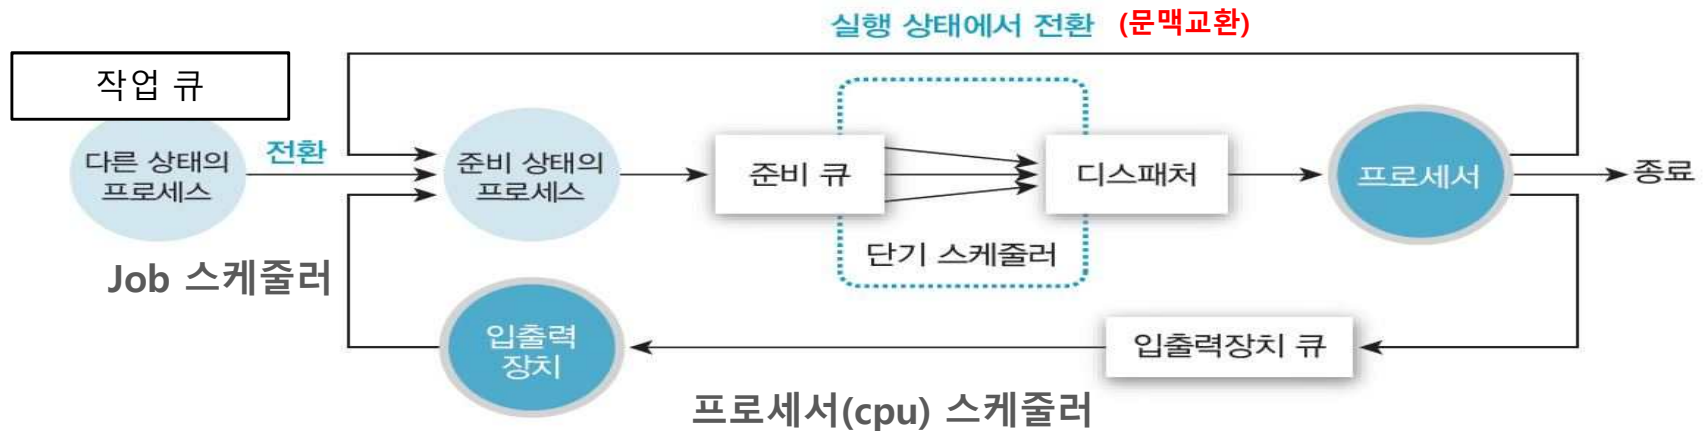 실행 상태에서 전환 (문맥교환)
작업 큐
다른 상태의
프로세스
전환
준비 상태의
프로세스
준비 큐
디스패처
프로세서
종료
단기 스케줄러
Job 스케줄러
입출력
장치
입출력장치 큐
프로세서(cpu) 스케줄러